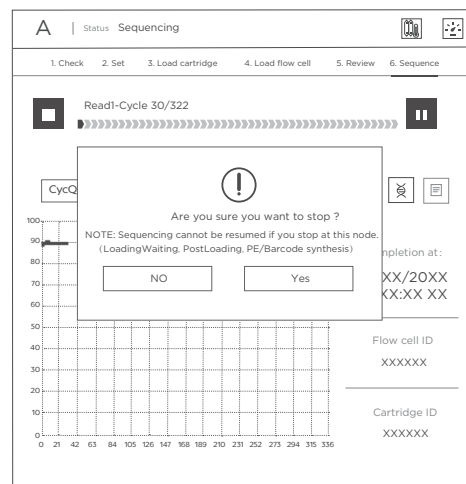 A | Status Sequencing
1. Check 2. Set 3. Load cartridge 4. Load flow cell 5. Review 6. Sequence
Read1-Cycle 30/322
CycQ
Are you sure you want to stop ?
NOTE: Sequencing cannot be resumed if you stop at this node.
(LoadingWaiting, PostLoading, PE/Barcode synthesis)
NO Yes
mpletion at:
XX/20XX
XX:XX XX
Flow cell ID
XXXXXX
Cartridge ID
XXXXXX
100
90
80
70
60
50
40
30
20
10
0
0 21 42 63 84 105 126 147 168 189 210 231 252 273 294 315 336